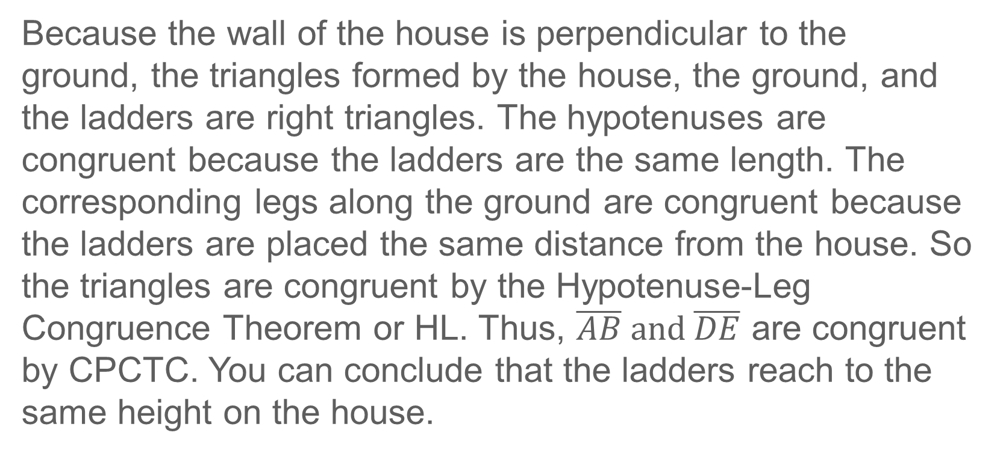 Because the wall of the house is perpendicular to the
ground, the triangles formed by the house, the ground, and
the ladders are right triangles. The hypotenuses are
congruent because the ladders are the same length. The
corresponding legs along the ground are congruent because
the ladders are placed the same distance from the house. So
the triangles are congruent by the Hypotenuse-Leg
Congruence Theorem or HL. Thus, A̅B̅ and D̅E̅ are congruent
by CPCTC. You can conclude that the ladders reach to the
same height on the house.